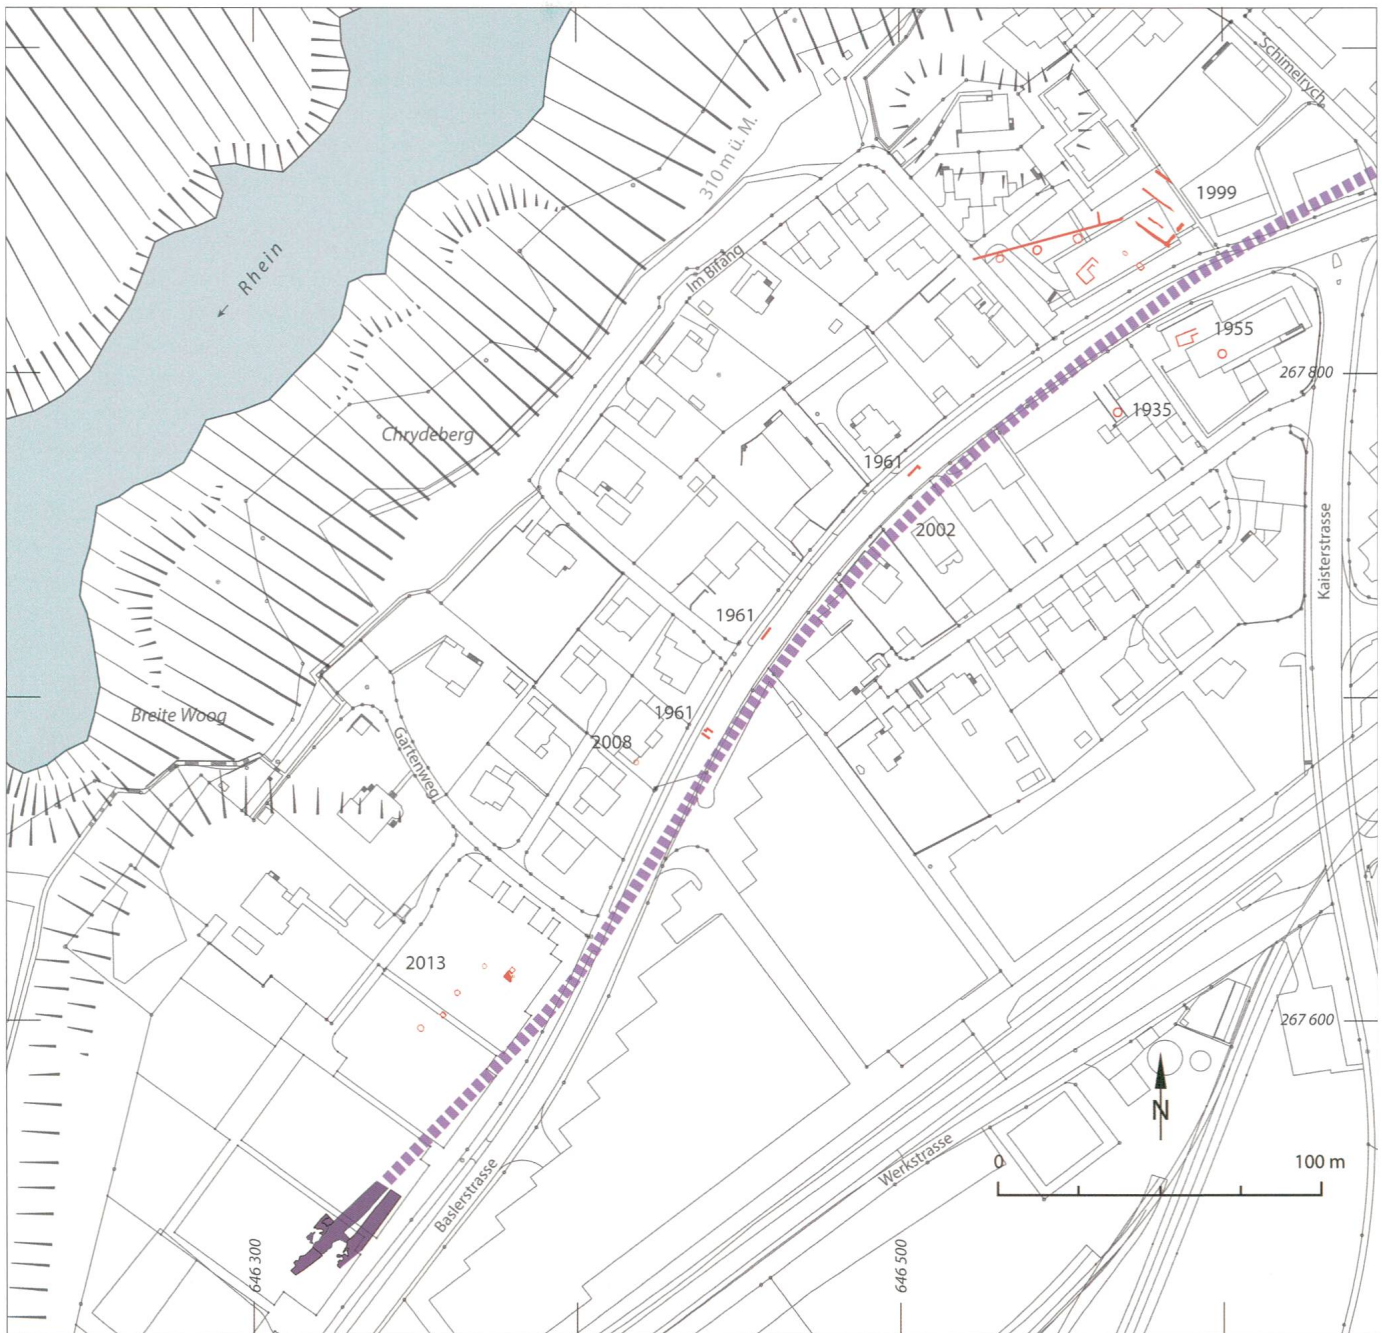 Schimelrych
310 m ü. M.
1999
Rhein
Im Bifang
1955
267 800
1935
Chrydeberg
1961
2002
Kaisterstrasse
1961
Breite Woog
1961
2008
Gartenweg
2013
267 600
N
Werkstrasse
0
100 m
Baslerstrasse
646 300
646 500